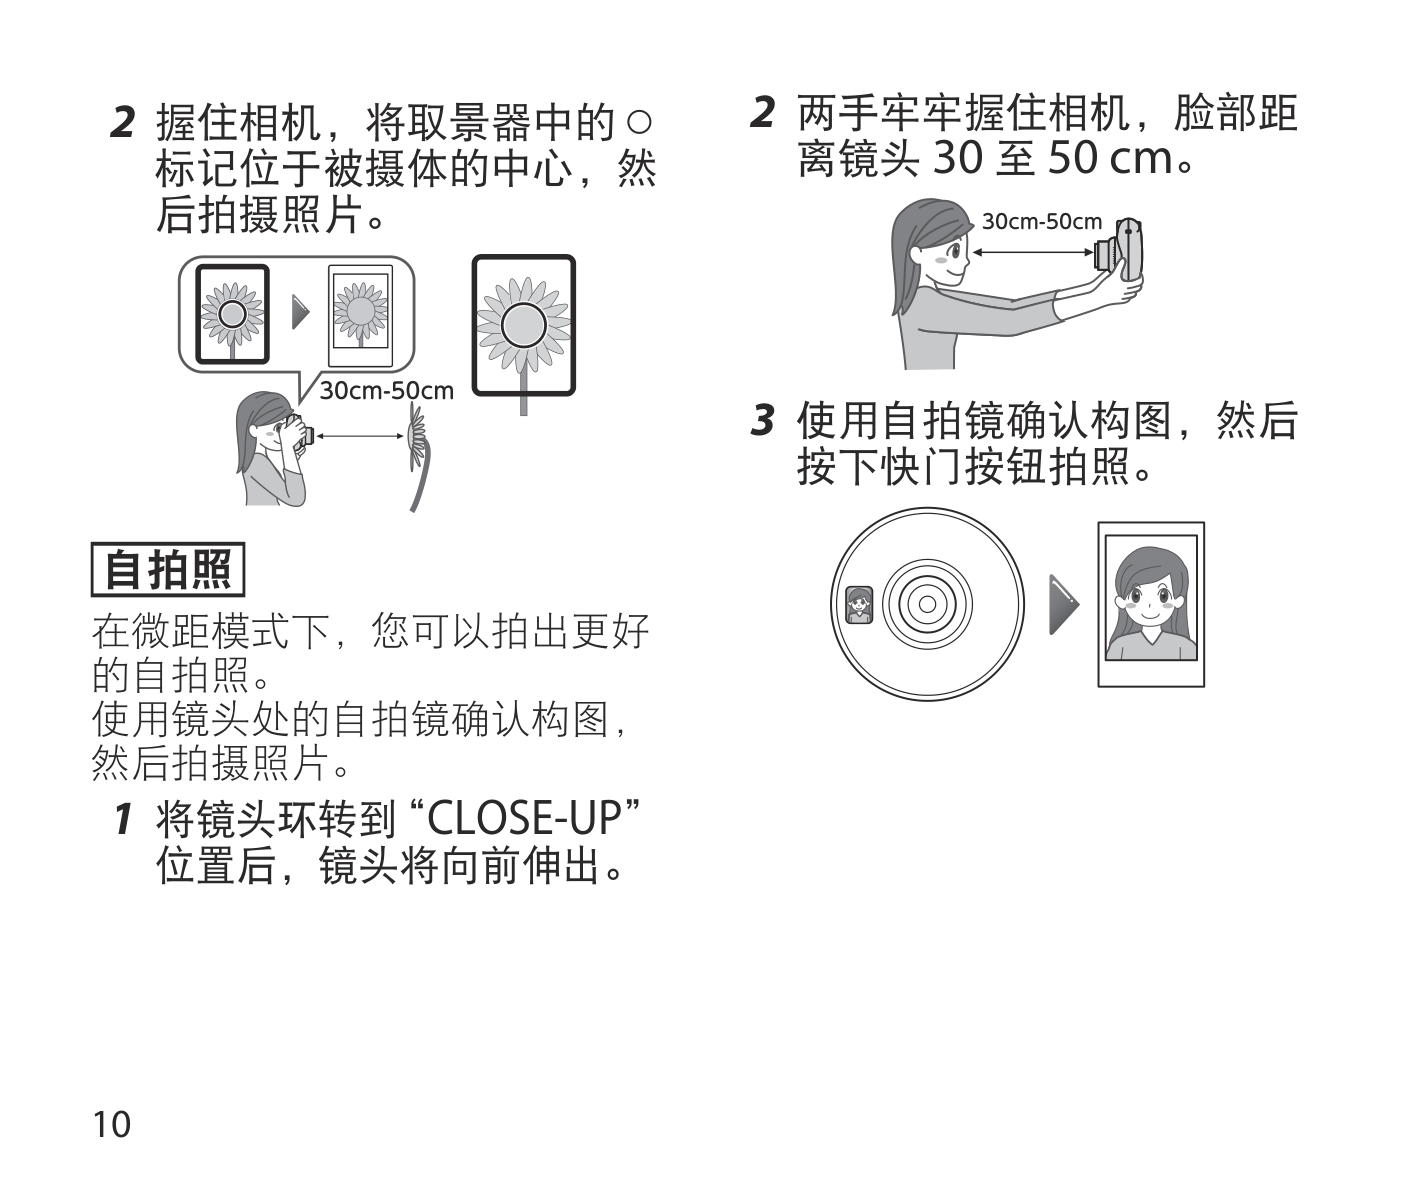 2 握住相机，将取景器中的 ○
标记位于被摄体的中心，然
后拍摄照片。
30cm-50cm
自拍照
在微距模式下，您可以拍出更好
的自拍照。
使用镜头处的自拍镜确认构图，
然后拍摄照片。
1 将镜头环转到 “CLOSE-UP”
位置后，镜头将向前伸出。
2 两手牢牢握住相机，脸部距
离镜头 30 至 50 cm。
30cm-50cm
3 使用自拍镜确认构图，然后
按下快门按钮拍照。
10